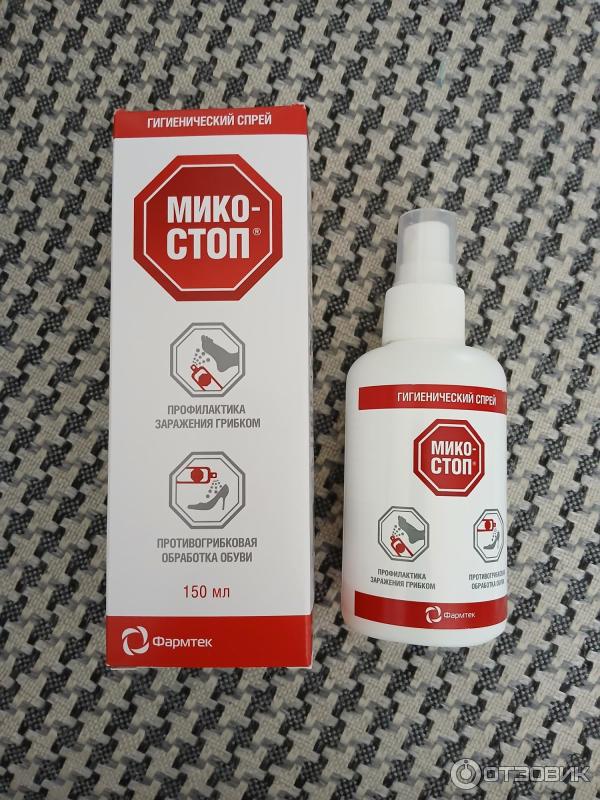 ГИГИЕНИЧЕСКИЙ СПРЕЙ
МИКО-
СТОП®
ПРОФИЛАКТИКА
ЗАРАЖЕНИЯ ГРИБКОМ
ПРОТИВОГРИБКОВАЯ
ОБРАБОТКА ОБУВИ
150 мл
Фармтек
ГИГИЕНИЧЕСКИЙ СПРЕЙ
МИКО-
СТОП®
ПРОФИЛАКТИКА
ЗАРАЖЕНИЯ ГРИБКОМ
ПРОТИВОГРИБКОВАЯ
ОБРАБОТКА ОБУВИ
Фармтек
ОТЗОВИК